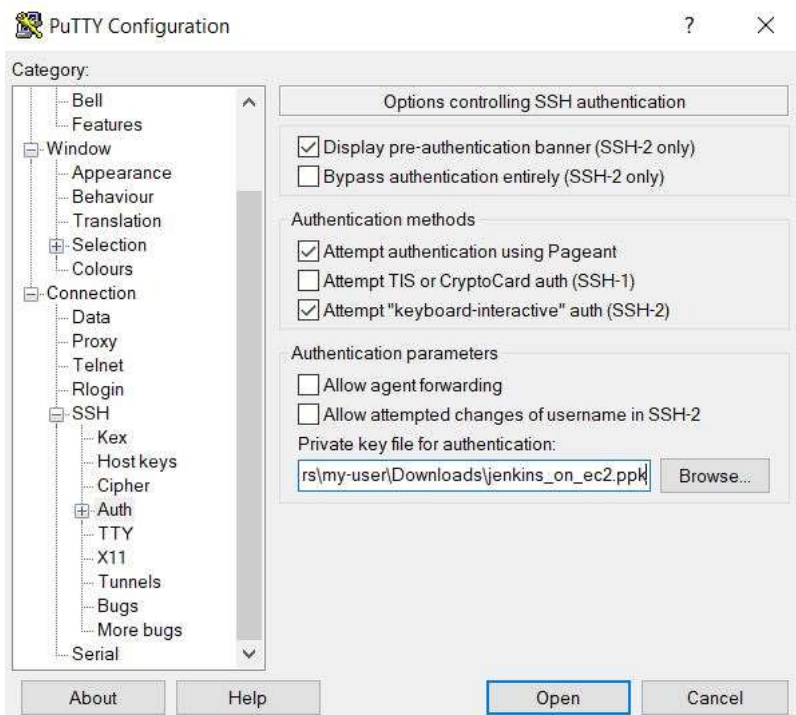 PuTTY Configuration
?
Category:
Bell
Features
Window
Appearance
Behaviour
Translation
Selection
Colours
Connection
Data
Proxy
Telnet
Rlogin
SSH
Kex
Host keys
Cipher
Auth
TTY
X11
Tunnels
Bugs
More bugs
Serial
Options controlling SSH authentication
Display pre-authentication banner (SSH-2 only)
Bypass authentication entirely (SSH-2 only)
Authentication methods
Attempt authentication using Pageant
Attempt TIS or CryptoCard auth (SSH-1)
Attempt "keyboard-interactive" auth (SSH-2)
Authentication parameters
Allow agent forwarding
Allow attempted changes of username in SSH-2
Private key file for authentication:
rs\my-user\Downloads\jenkins_on_ec2.ppk
Browse...
About
Help
Open
Cancel